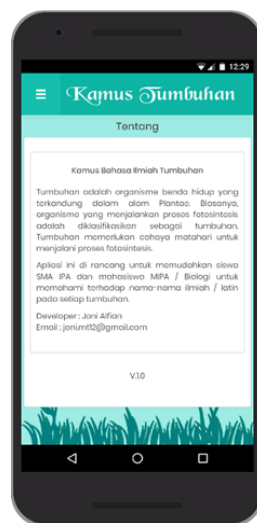 12:29
Kamus Tumbuhan
Tentang
Kamus Bahasa Ilmiah Tumbuhan
Tumbuhan adalah organisme benda hidup yang
terkandung dalam alam Plantae. Biasanya,
organisme yang menjalankan proses fotosintesis
adalah diklasifikasikan sebagai tumbuhan.
Tumbuhan memerlukan cahaya matahari untuk
menjalani proses fotosintesis.
Apliasi ini di rancang untuk memudahkan siswa
SMA IPA dan mahasiswa MIPA / Biologi untuk
memahami terhadap nama-nama ilmiah / latin
pada setiap tumbuhan.
Developer : Joni Alfian
Email : joni.mt12@gmail.com
V.1.0